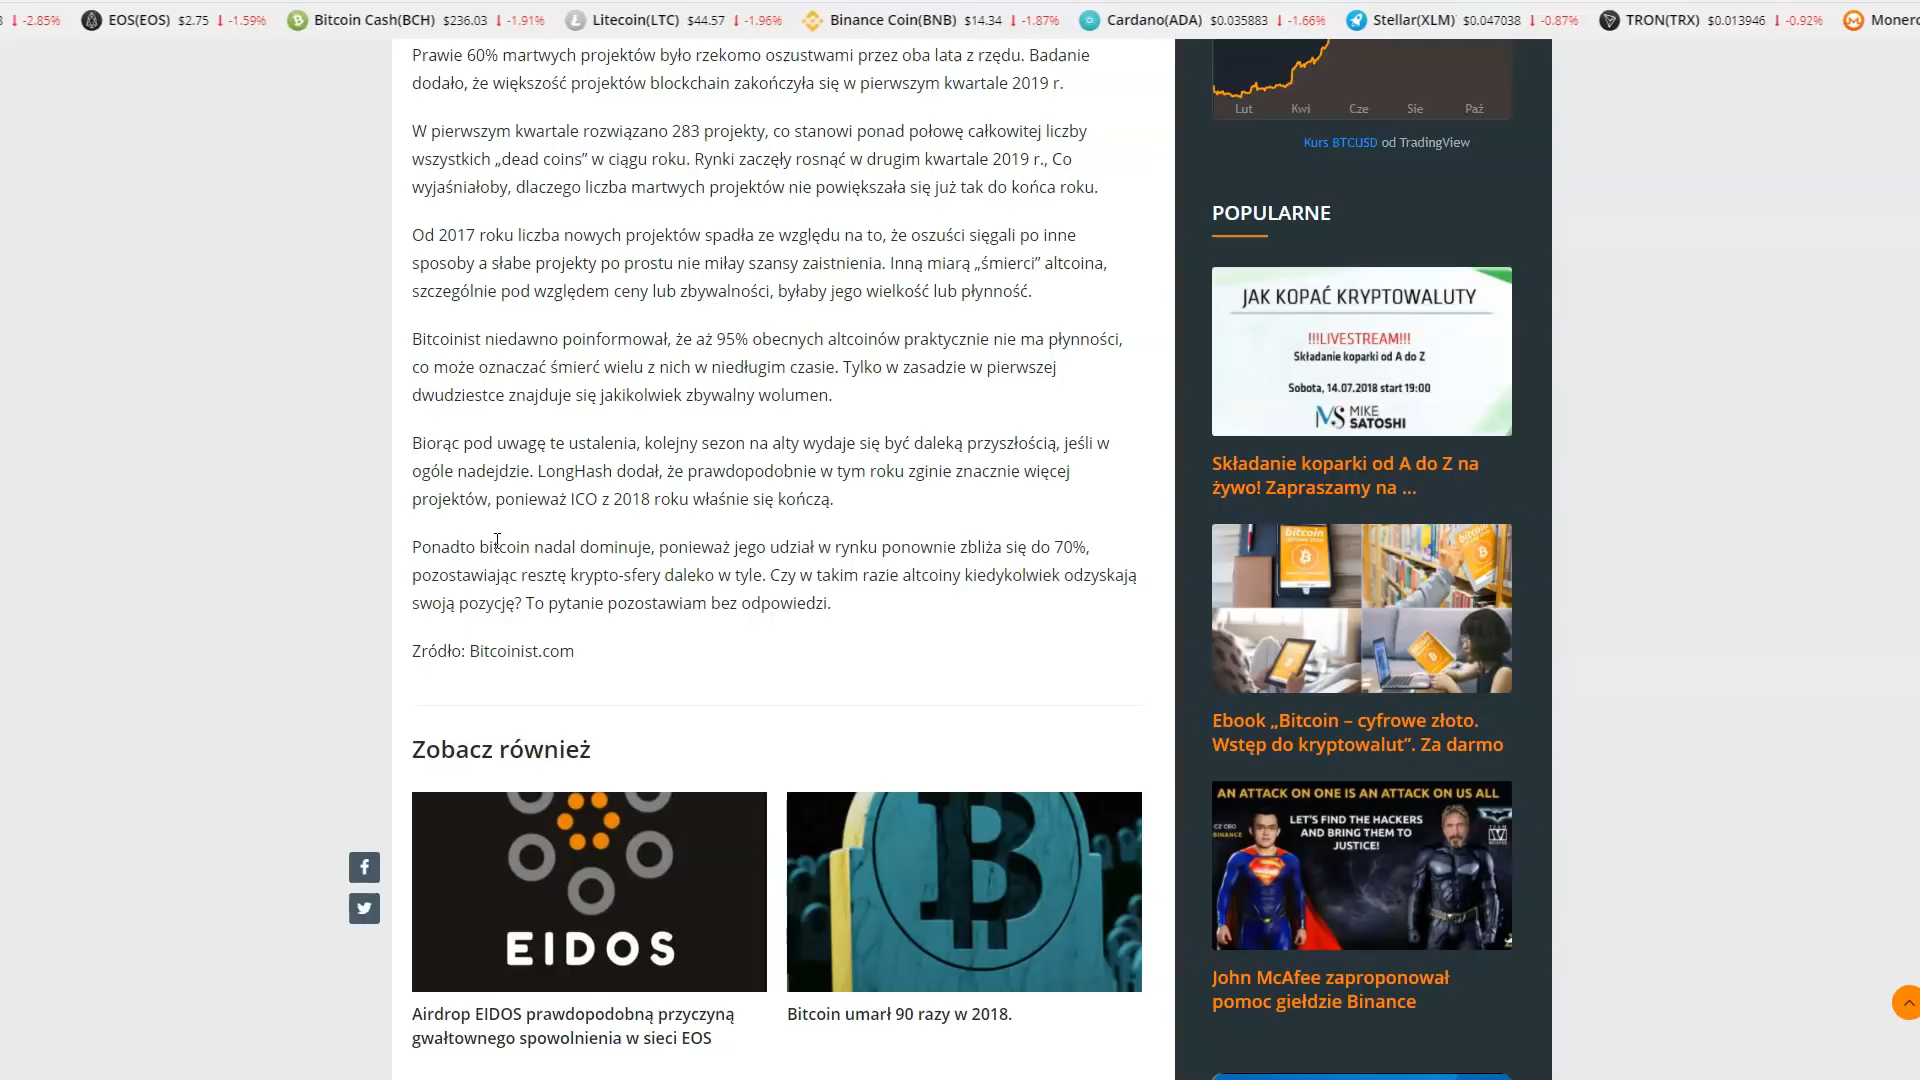 -2.85% EOS(EOS) $2.75 ↓ -1.59% Bitcoin Cash(BCH) $236.03 ↓ -1.91% Litecoin(LTC) $44.57 ↓ -1.96% Binance Coin(BNB) $14.34 ↓ -1.87% Cardano(ADA) $0.035883 ↓ -1.66% Stellar(XLM) $0.047038 ↓ -0.87% TRON(TRX) $0.013946 ↓ -0.92%
Prawie 60% martwych projektów było rzekomo oszustwami przez oba lata z rzędu. Badanie
dodało, że większość projektów blockchain zakończyła się w pierwszym kwartale 2019 r.
W pierwszym kwartale rozwiązano 283 projekty, co stanowi ponad połowę całkowitej liczby
wszystkich „dead coins” w ciągu roku. Rynki zaczęły rosnąć w drugim kwartale 2019 r., Co
wyjaśniałoby, dlaczego liczba martwych projektów nie powiększała się już tak do końca roku.
Od 2017 roku liczba nowych projektów spadła ze względu na to, że oszuści sięgali po inne
sposoby a słabe projekty po prostu nie miłay szansy zaistnienia. Inną miarą „śmierci” altcoina,
szczególnie pod względem ceny lub zbywalności, byłaby jego wielkość lub płynność.
Bitcoinist niedawno poinformował, że aż 95% obecnych altcoinów praktycznie nie ma płynności,
co może oznaczać śmierć wielu z nich w niedługim czasie. Tylko w zasadzie w pierwszej
dwudziestce znajduje się jakikolwiek zbywalny wolumen.
Biorąc pod uwagę te ustalenia, kolejny sezon na alty wydaje się być daleką przyszłością, jeśli w
ogóle nadejdzie. LongHash dodał, że prawdopodobnie w tym roku zginie znacznie więcej
projektów, ponieważ ICO z 2018 roku właśnie się kończą.
Ponadto bitcoin nadal dominuje, ponieważ jego udział w rynku ponownie zbliża się do 70%,
pozostawiając resztę krypto-sfery daleko w tyle. Czy w takim razie altcoiny kiedykolwiek odzyskają
swoją pozycję? To pytanie pozostawiam bez odpowiedzi.
Zródło: Bitcoinist.com
Zobacz również
EIDOS
Airdrop EIDOS prawdopodobną przyczyną
gwałtownego spowolnienia w sieci EOS
Bitcoin umarł 90 razy w 2018.
Lut Kwi Cze Sie Paź
Kurs BTCUSD od TradingView
POPULARNE
JAK KOPAĆ KRYPTOWALUTY
!!!LIVESTREAM!!!
Składanie koparki od A do Z
Sobota, 14.07.2018 start 19:00
MS MIKE
SATOSHI
Składanie koparki od A do Z na
żywo! Zapraszamy na ...
bitcoin
Ebook „Bitcoin – cyfrowe złoto.
Wstęp do kryptowalut”. Za darmo
AN ATTACK ON ONE IS AN ATTACK ON US ALL
CZ CEO
BINANCE
LET'S FIND THE HACKERS
AND BRING THEM TO
JUSTICE!
John McAfee zaproponował
pomoc giełdzie Binance